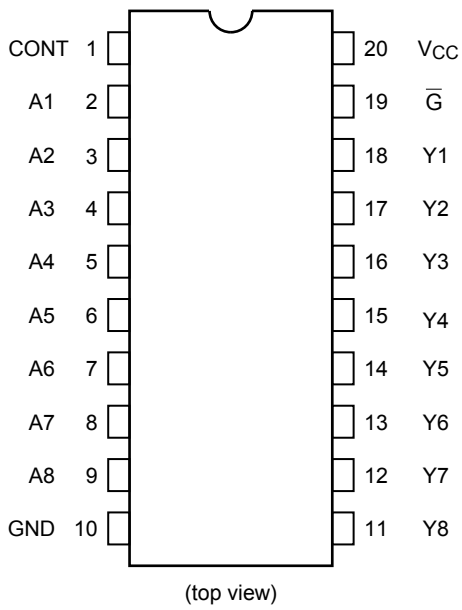 CONT 1 20 VCC
A1 2 19 G̅
A2 3 18 Y1
A3 4 17 Y2
A4 5 16 Y3
A5 6 15 Y4
A6 7 14 Y5
A7 8 13 Y6
A8 9 12 Y7
GND 10 11 Y8
(top view)